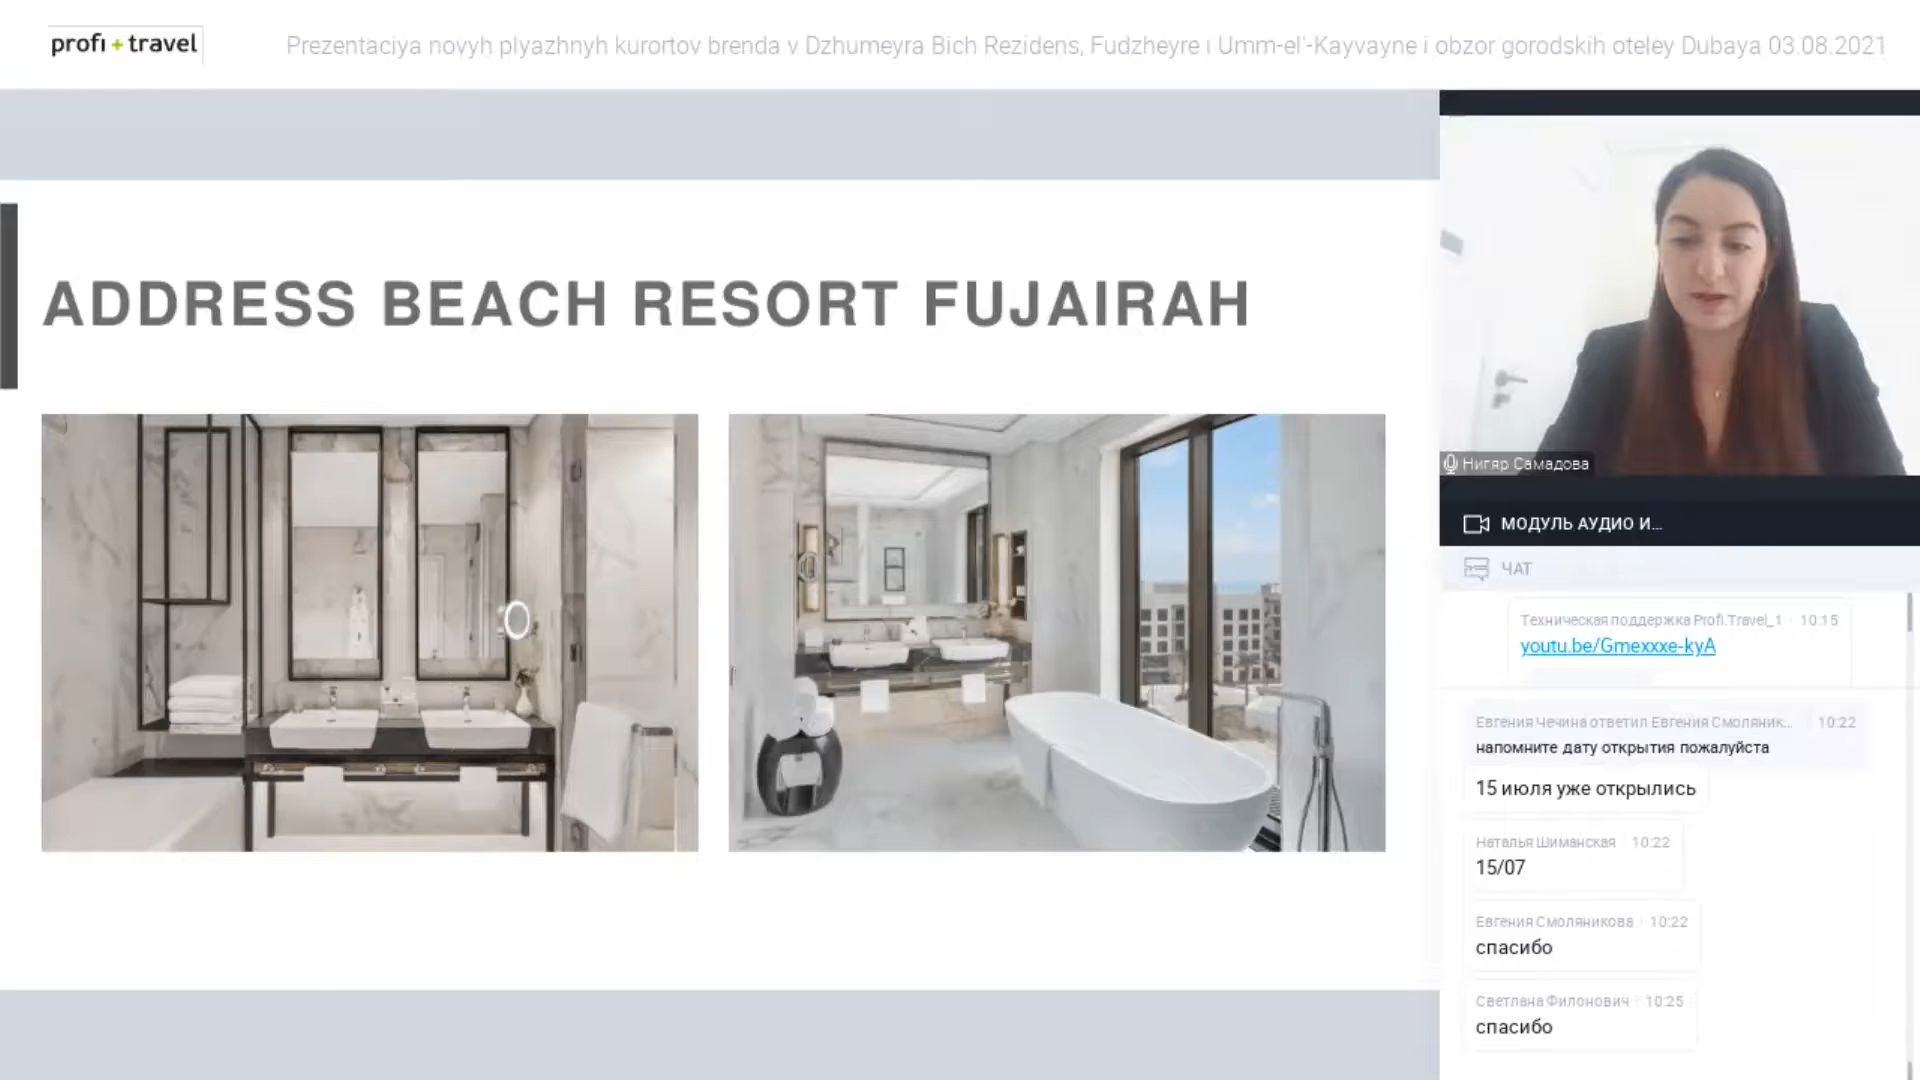 profi + travel
Prezentaciya novyh plyazhnyh kurortov brenda v Dzhumeyra Bich Rezidens, Fudzheyre i Umm-el'-Kayvayne i obzor gorodskih oteley Dubaya 03.08.2021
ADDRESS BEACH RESORT FUJAIRAH
Нигяр Самадова
МОДУЛЬ АУДИО И...
ЧАТ
Техническая поддержка Profi.Travel_1 10:15
youtu.be/Gmexxxe-kyA
Евгения Чечина ответил Евгения Смоляник... 10:22
напомните дату открытия пожалуйста
15 июля уже открылись
Наталья Шиманская 10:22
15/07
Евгения Смоляникова 10:22
спасибо
Светлана Филонович 10:25
спасибо